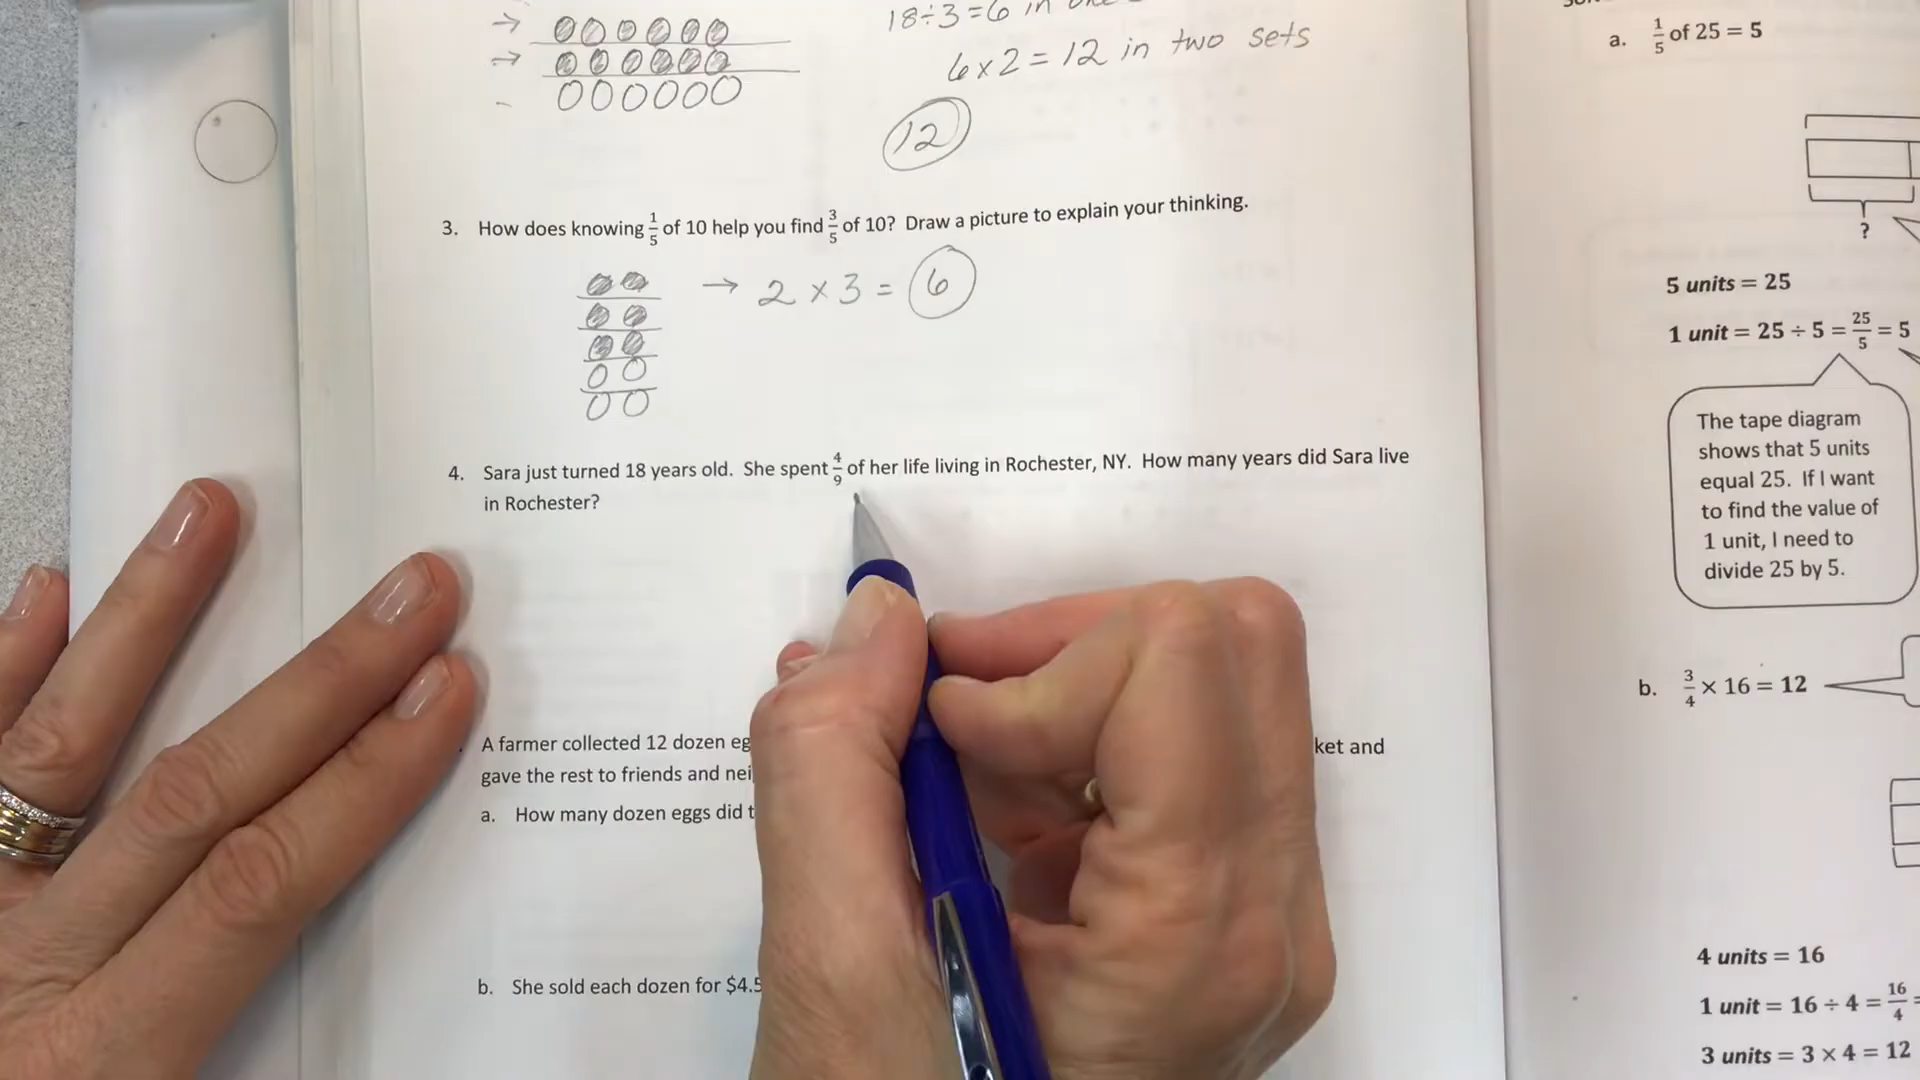 18÷3=6 in
6×2=12 in two sets
12
3. How does knowing 1/5 of 10 help you find 3/5 of 10? Draw a picture to explain your thinking.
→ 2 × 3 = 6
4. Sara just turned 18 years old. She spent 4/9 of her life living in Rochester, NY. How many years did Sara live
in Rochester?
A farmer collected 12 dozen eg ket and
gave the rest to friends and nei
a. How many dozen eggs did t
b. She sold each dozen for $4.5
a. 1/5 of 25 = 5
?
5 units = 25
1 unit = 25 ÷ 5 = 25/5 = 5
The tape diagram
shows that 5 units
equal 25. If I want
to find the value of
1 unit, I need to
divide 25 by 5.
b. 3/4 × 16 = 12
4 units = 16
1 unit = 16 ÷ 4 = 16/4 =
3 units = 3 × 4 = 12